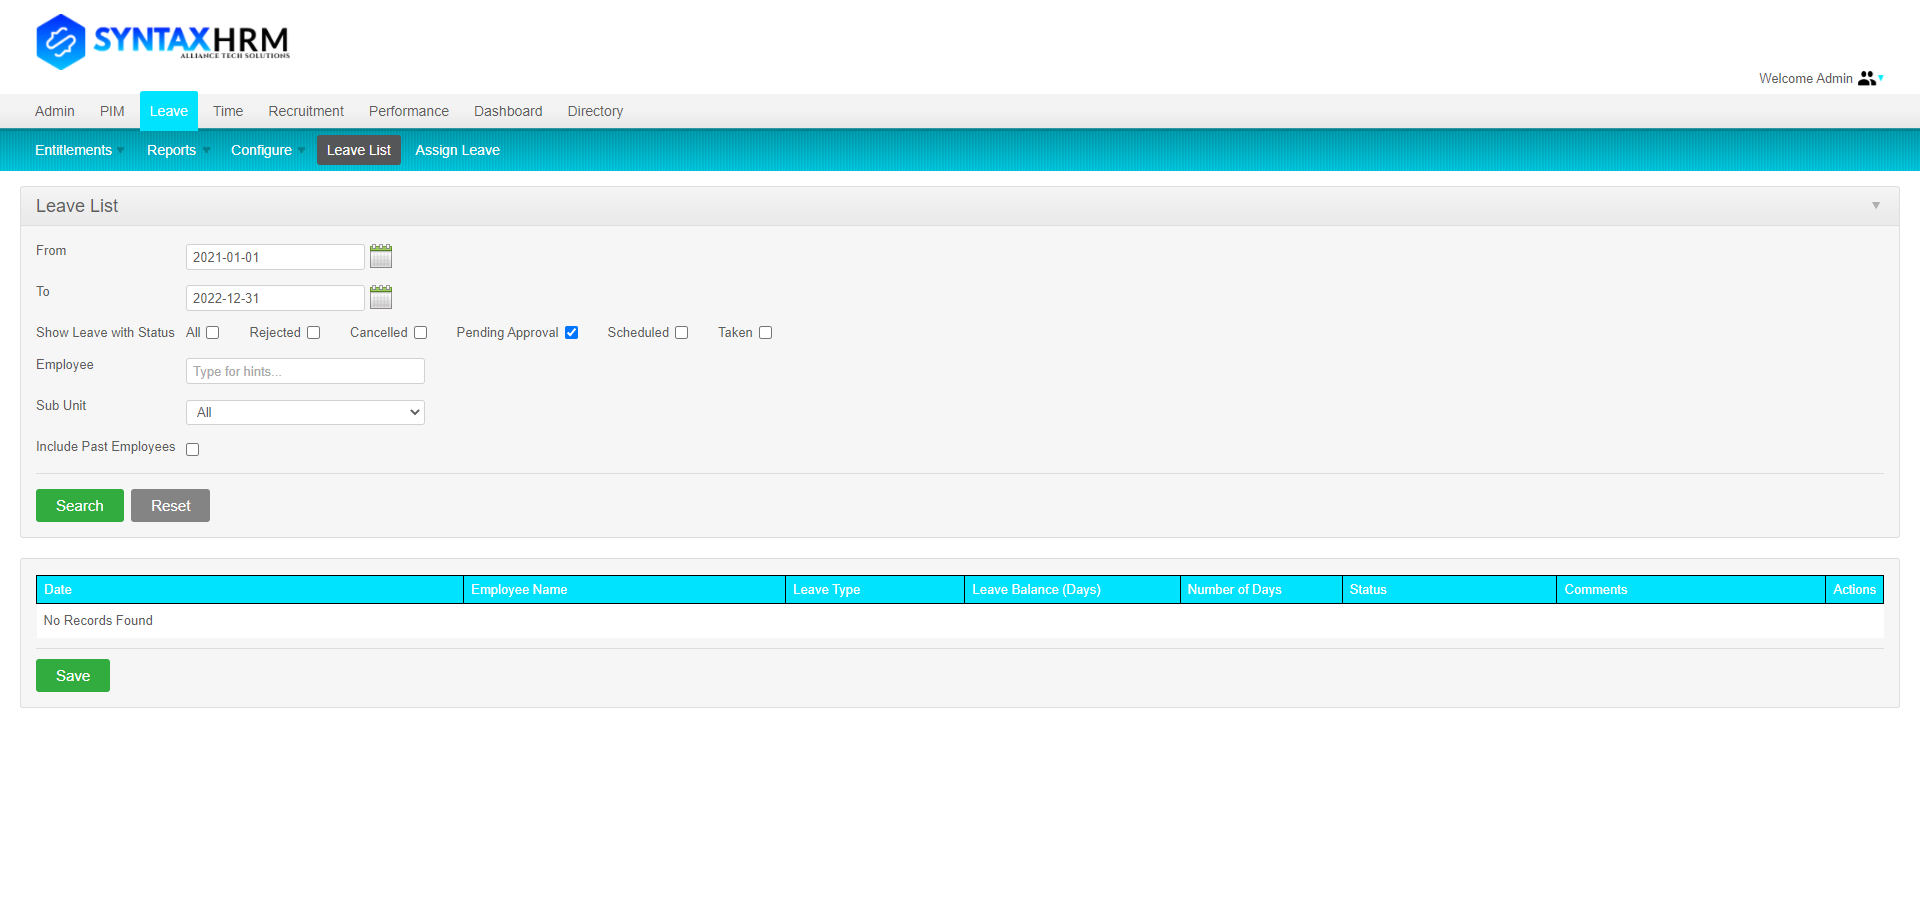 SYNTAXHRM
ALLIANCE TECH SOLUTIONS
Welcome Admin
Admin PIM Leave Time Recruitment Performance Dashboard Directory
Entitlements Reports Configure Leave List Assign Leave
Leave List
From 2021-01-01
To 2022-12-31
Show Leave with Status All Rejected Cancelled Pending Approval Scheduled Taken
Employee Type for hints...
Sub Unit All
Include Past Employees
Search Reset
Date Employee Name Leave Type Leave Balance (Days) Number of Days Status Comments Actions
No Records Found
Save